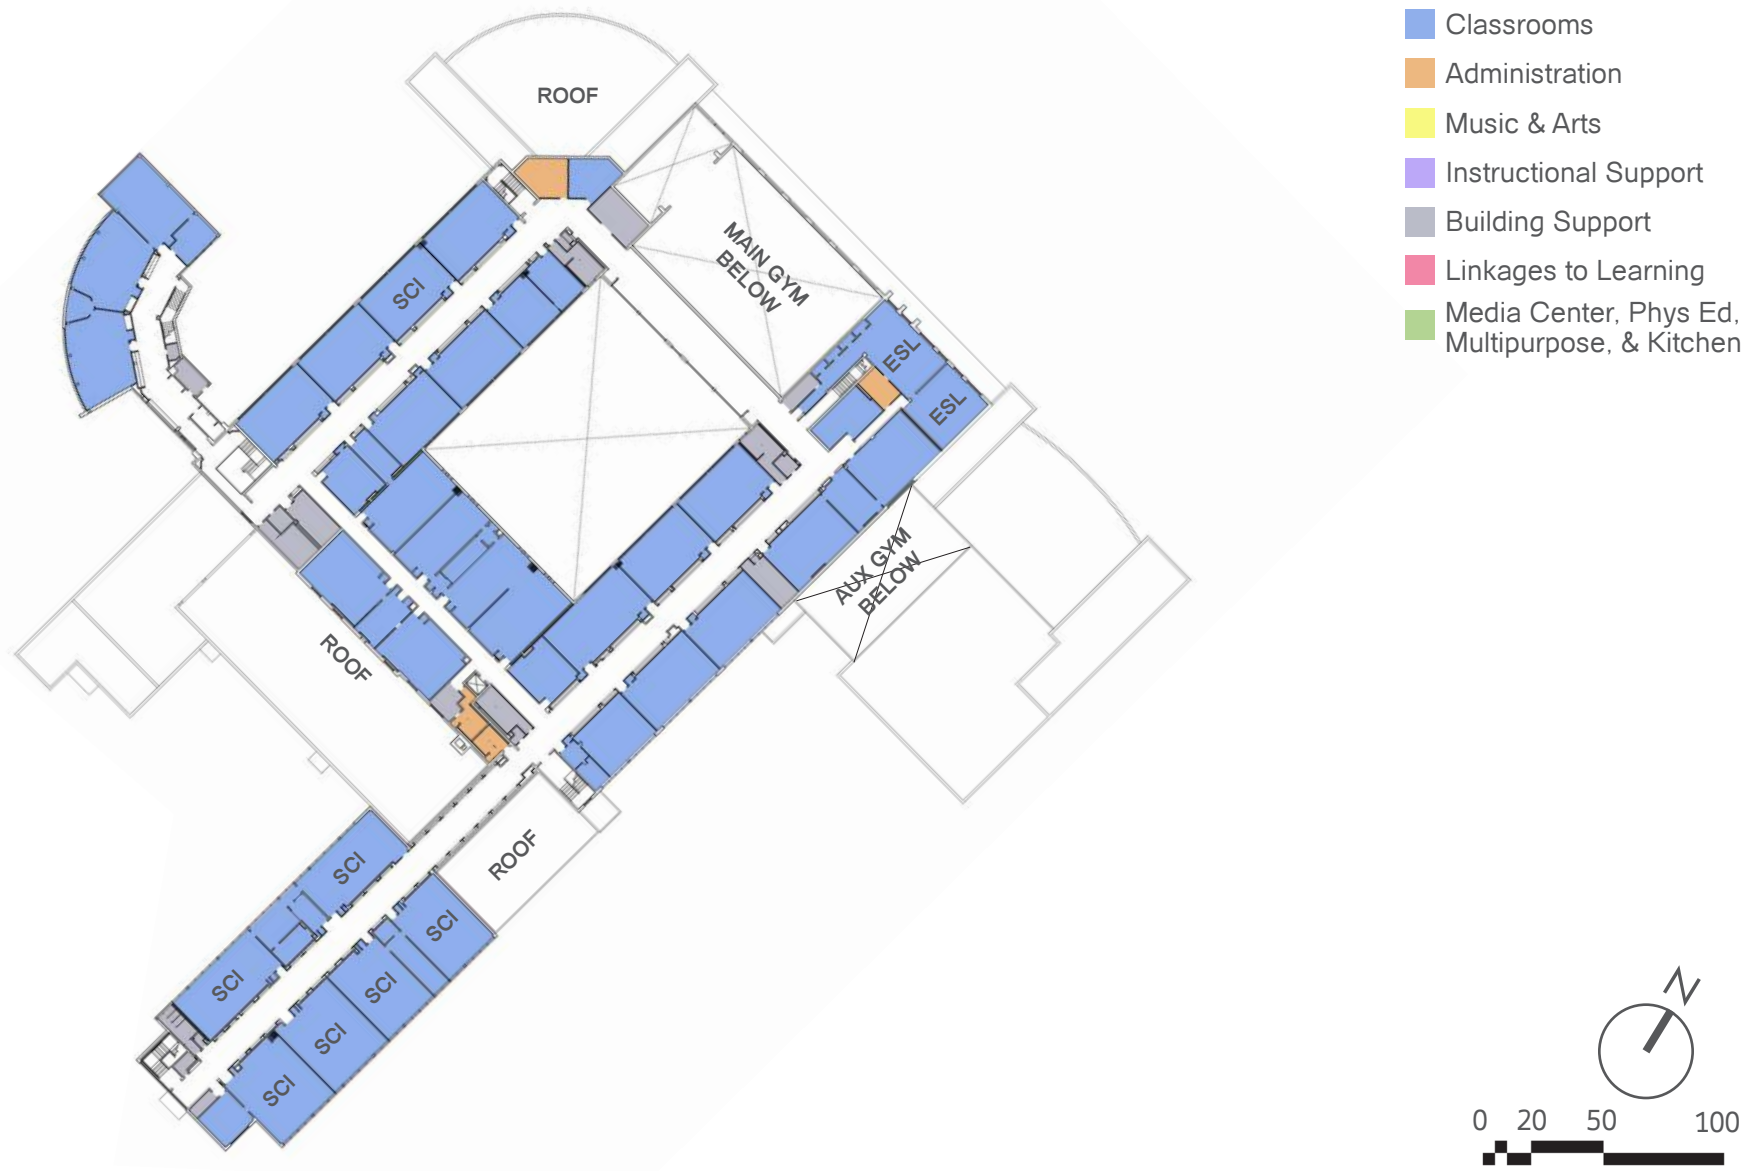 Classrooms
Administration
Music & Arts
Instructional Support
Building Support
Linkages to Learning
Media Center, Phys Ed,
Multipurpose, & Kitchen
ROOF
MAIN GYM
BELOW
SCI
ESL
ESL
AUX GYM
BELOW
ROOF
ROOF
SCI
SCI
SCI
SCI
SCI
SCI
N
0 20 50 100